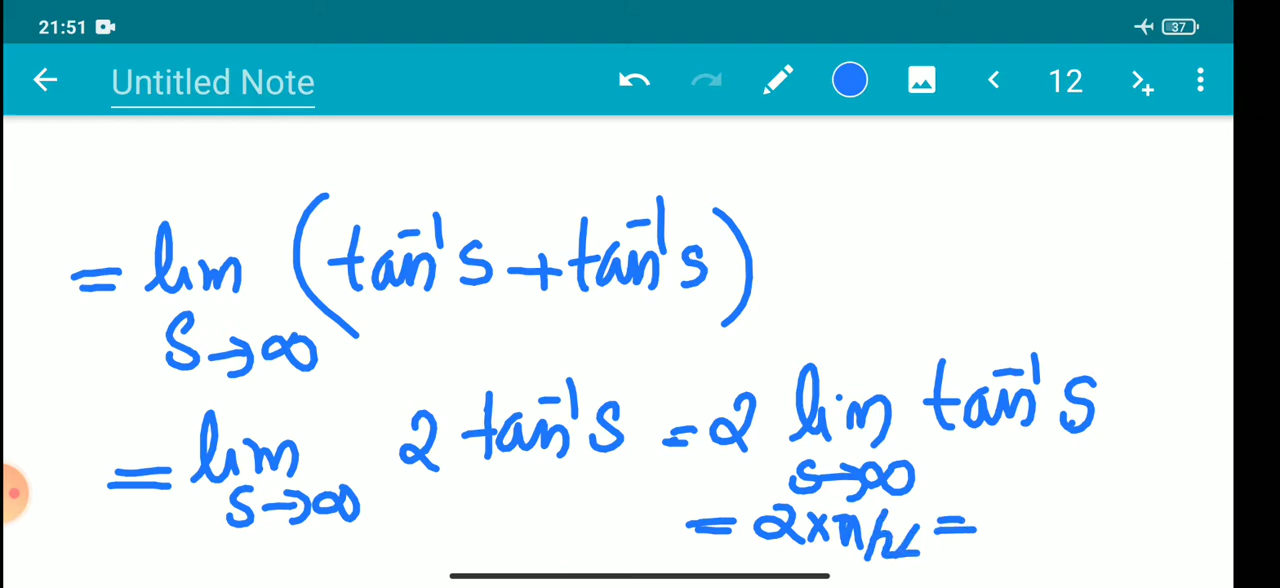 21:51 37
Untitled Note 12
= lim (tan⁻¹s + tan⁻¹s)
s→∞
= lim 2 tan⁻¹s = 2 lim tan⁻¹s
s→∞ s→∞
= 2×π/2 =